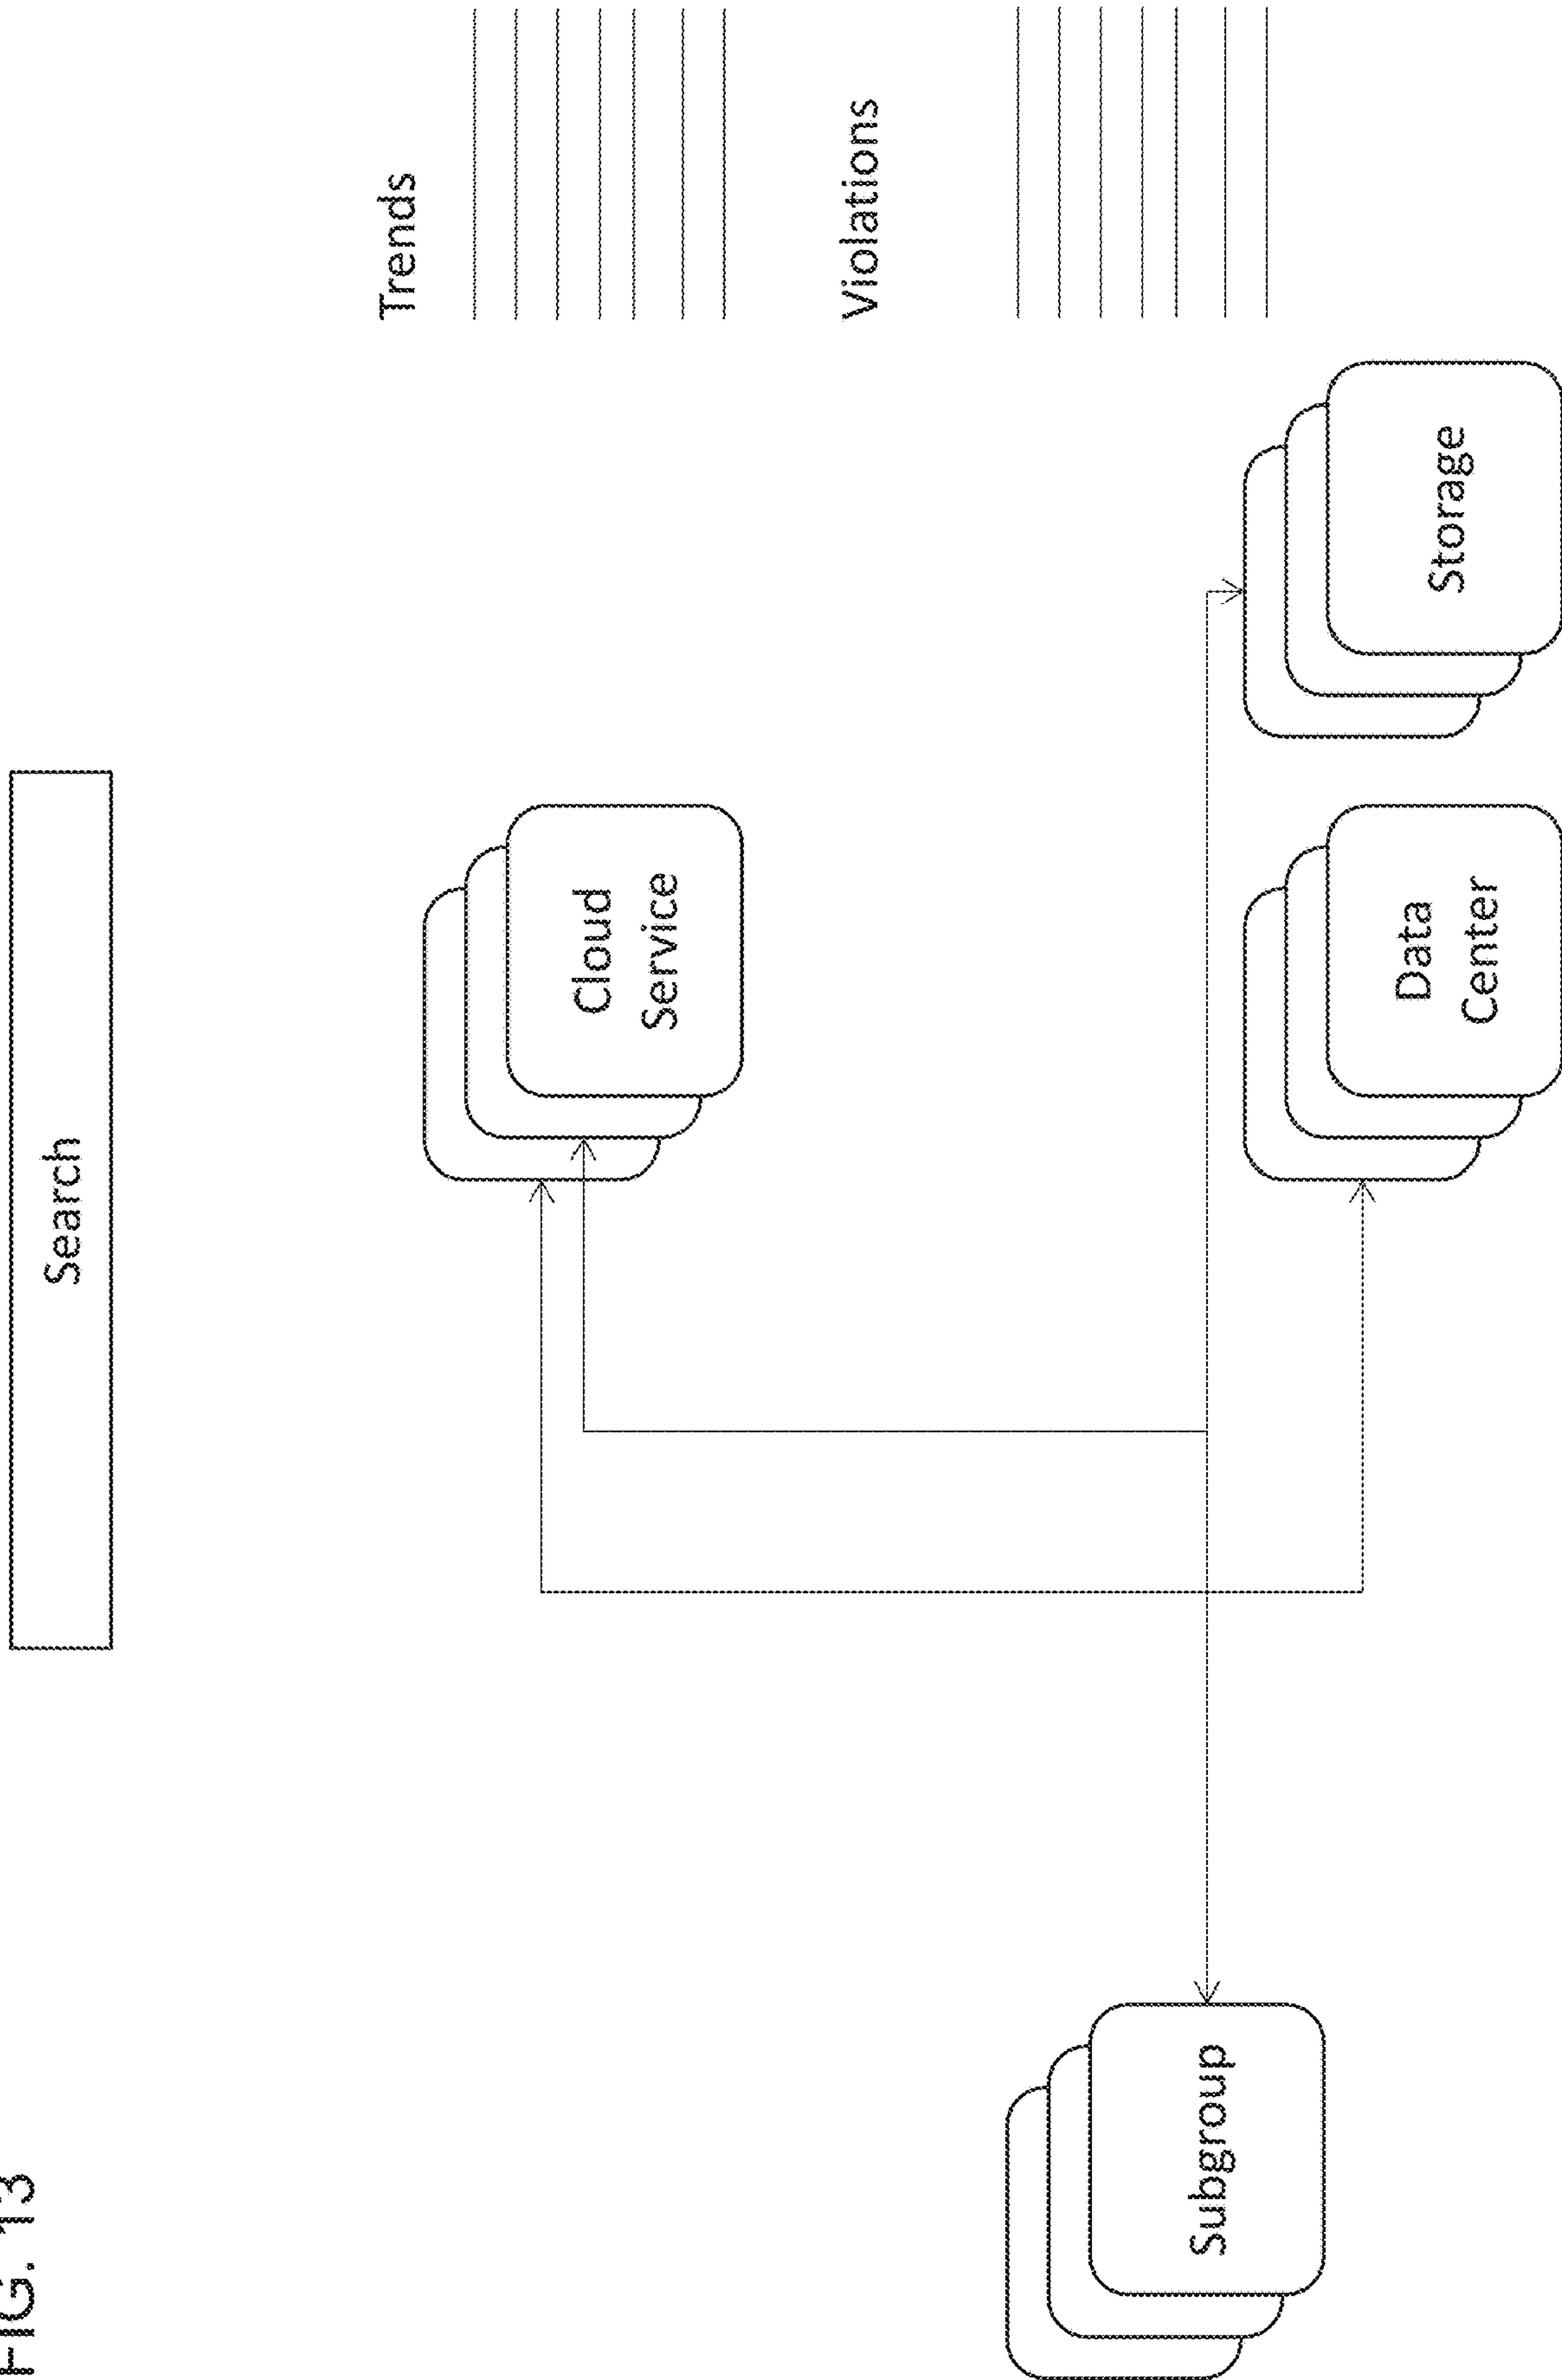 FIG. 13
Search
Trends
Cloud
Service
Violations
Subgroup
Data
Center
Storage